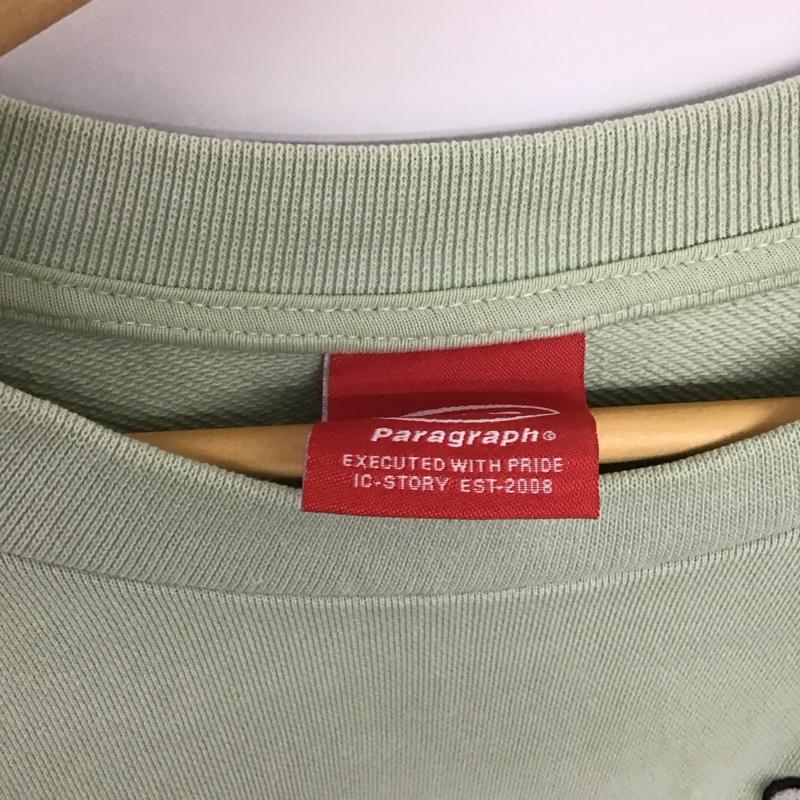 Paragraph©
EXECUTED WITH PRIDE
IC-STORY EST-2008